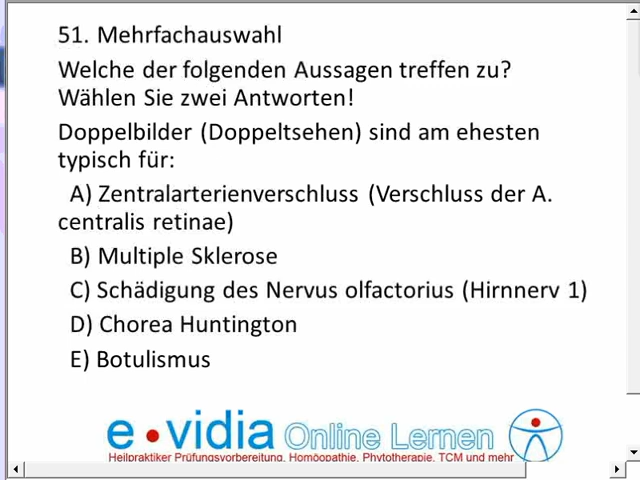 51. Mehrfachauswahl
Welche der folgenden Aussagen treffen zu?
Wählen Sie zwei Antworten!
Doppelbilder (Doppeltsehen) sind am ehesten
typisch für:
A) Zentralarterienverschluss (Verschluss der A.
centralis retinae)
B) Multiple Sklerose
C) Schädigung des Nervus olfactorius (Hirnnerv 1)
D) Chorea Huntington
E) Botulismus
e•vidia Online Lernen
Heilpraktiker Prüfungsvorbereitung, Homöopathie, Phytotherapie, TCM und mehr